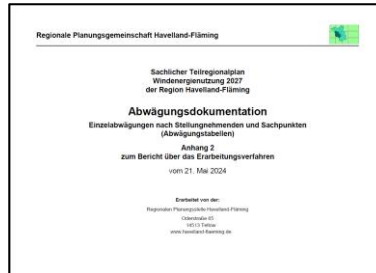 Regionale Planungsgemeinschaft Havelland-Fläming
Sachlicher Teilregionalplan
Windenergienutzung 2027
der Region Havelland-Fläming
Abwägungsdokumentation
Einzelabwägungen nach Stellungnehmenden und Sachpunkten
(Abwägungstabellen)
Anhang 2
zum Bericht über das Erarbeitungsverfahren
vom 21. Mai 2024
Erarbeitet von der:
Regionalen Planungsstelle Havelland-Fläming
Oderstraße 65
14513 Teltow
www.havelland-flaeming.de